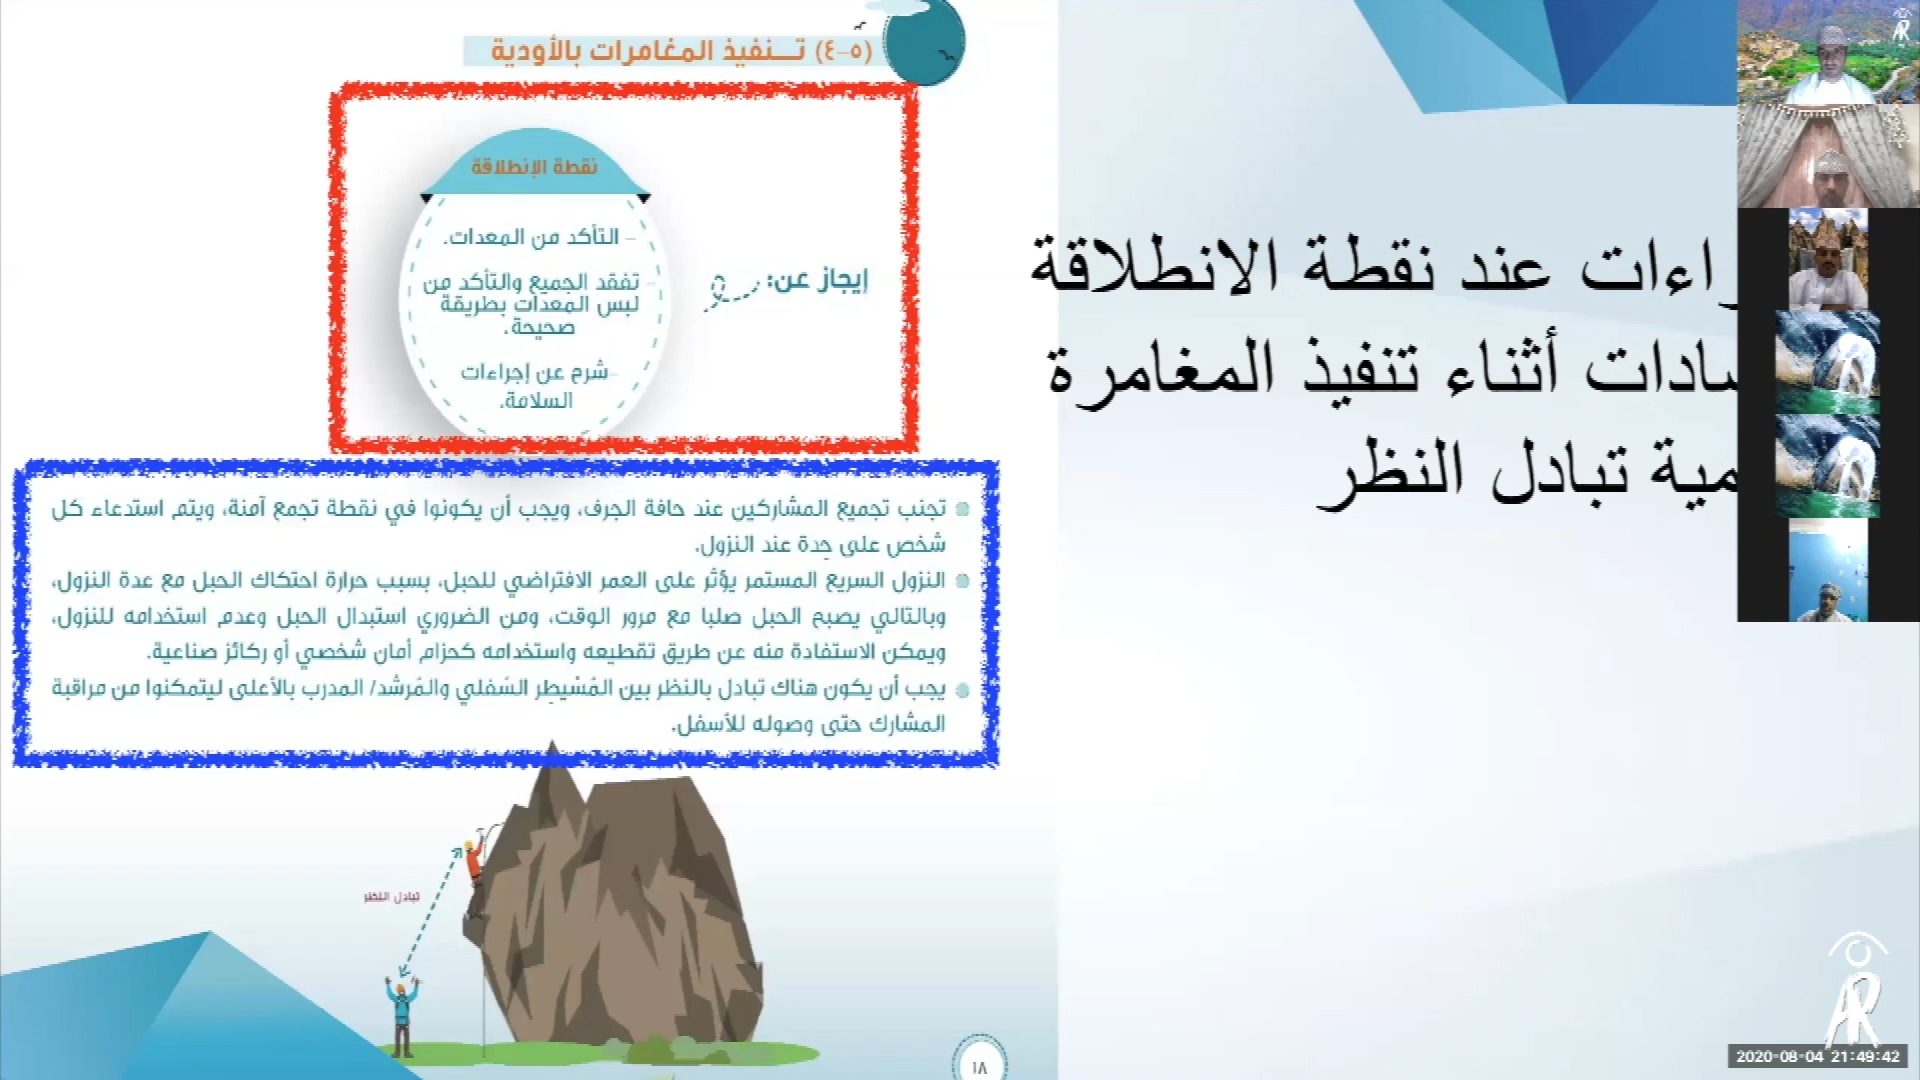 (٥-٤) تـــنفيذ المغامرات بالأودية
نقطة الإنطلاقة
– التأكد من المعدات.
– تفقد الجميع والتأكد من
لبس المعدات بطريقة
صحيحة.
-شرح عن إجراءات
السلامة.
إيجاز عن:
تجنب تجميع المشاركين عند حافة الجرف، ويجب أن يكونوا في نقطة تجمع آمنة، ويتم استدعاء كل
شخص على حِدة عند النزول.
النزول السريع المستمر يؤثر على العمر الافتراضي للحبل، بسبب حرارة احتكاك الحبل مع عدة النزول،
وبالتالي يصبح الحبل صلبا مع مرور الوقت، ومن الضروري استبدال الحبل وعدم استخدامه للنزول،
ويمكن الاستفادة منه عن طريق تقطيعه واستخدامه كحزام أمان شخصي أو ركائز صناعية.
يجب أن يكون هناك تبادل بالنظر بين المُسْيطِر السُفلي والمُرشد/ المدرب بالأعلى ليتمكنوا من مراقبة
المشارك حتى وصوله للأسفل.
تبادل النظر
١٨
عند نقطة الانطلاقة
أثناء تنفيذ المغامرة
تبادل النظر
AR
2020-08-04 21:49:42